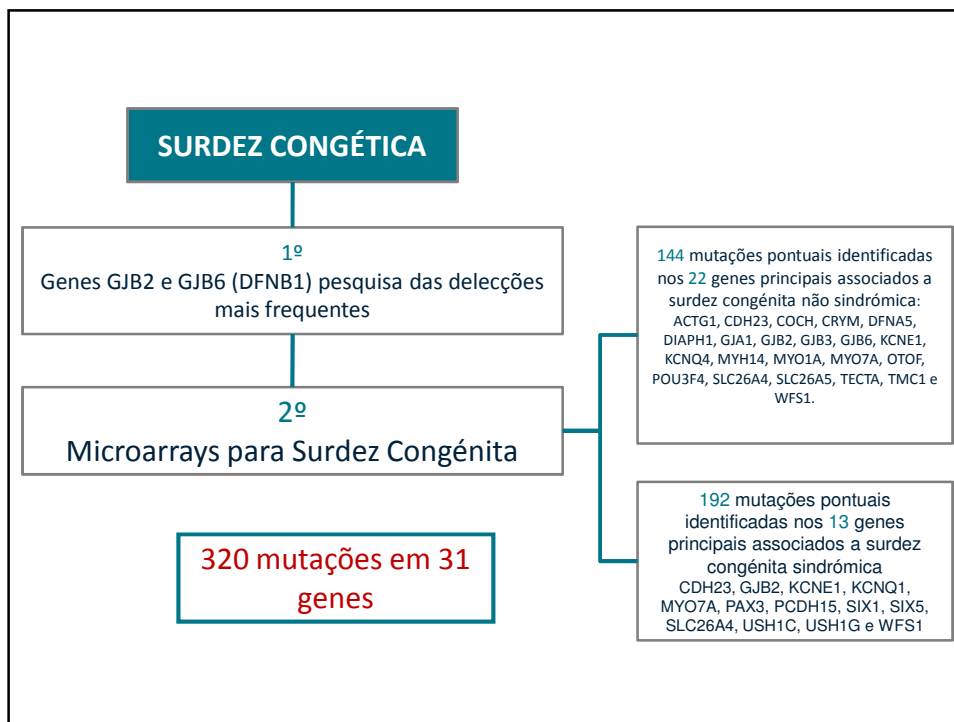 SURDEZ CONGÉTICA
1º
Genes GJB2 e GJB6 (DFNB1) pesquisa das delecções
mais frequentes
2º
Microarrays para Surdez Congénita
320 mutações em 31
genes
144 mutações pontuais identificadas
nos 22 genes principais associados a
surdez congénita não sindrómica:
ACTG1, CDH23, COCH, CRYM, DFNA5,
DIAPH1, GJA1, GJB2, GJB3, GJB6, KCNE1,
KCNQ4, MYH14, MYO1A, MYO7A, OTOF,
POU3F4, SLC26A4, SLC26A5, TECTA, TMC1 e
WFS1.
192 mutações pontuais
identificadas nos 13 genes
principais associados a surdez
congénita sindrómica
CDH23, GJB2, KCNE1, KCNQ1,
MYO7A, PAX3, PCDH15, SIX1, SIX5,
SLC26A4, USH1C, USH1G e WFS1